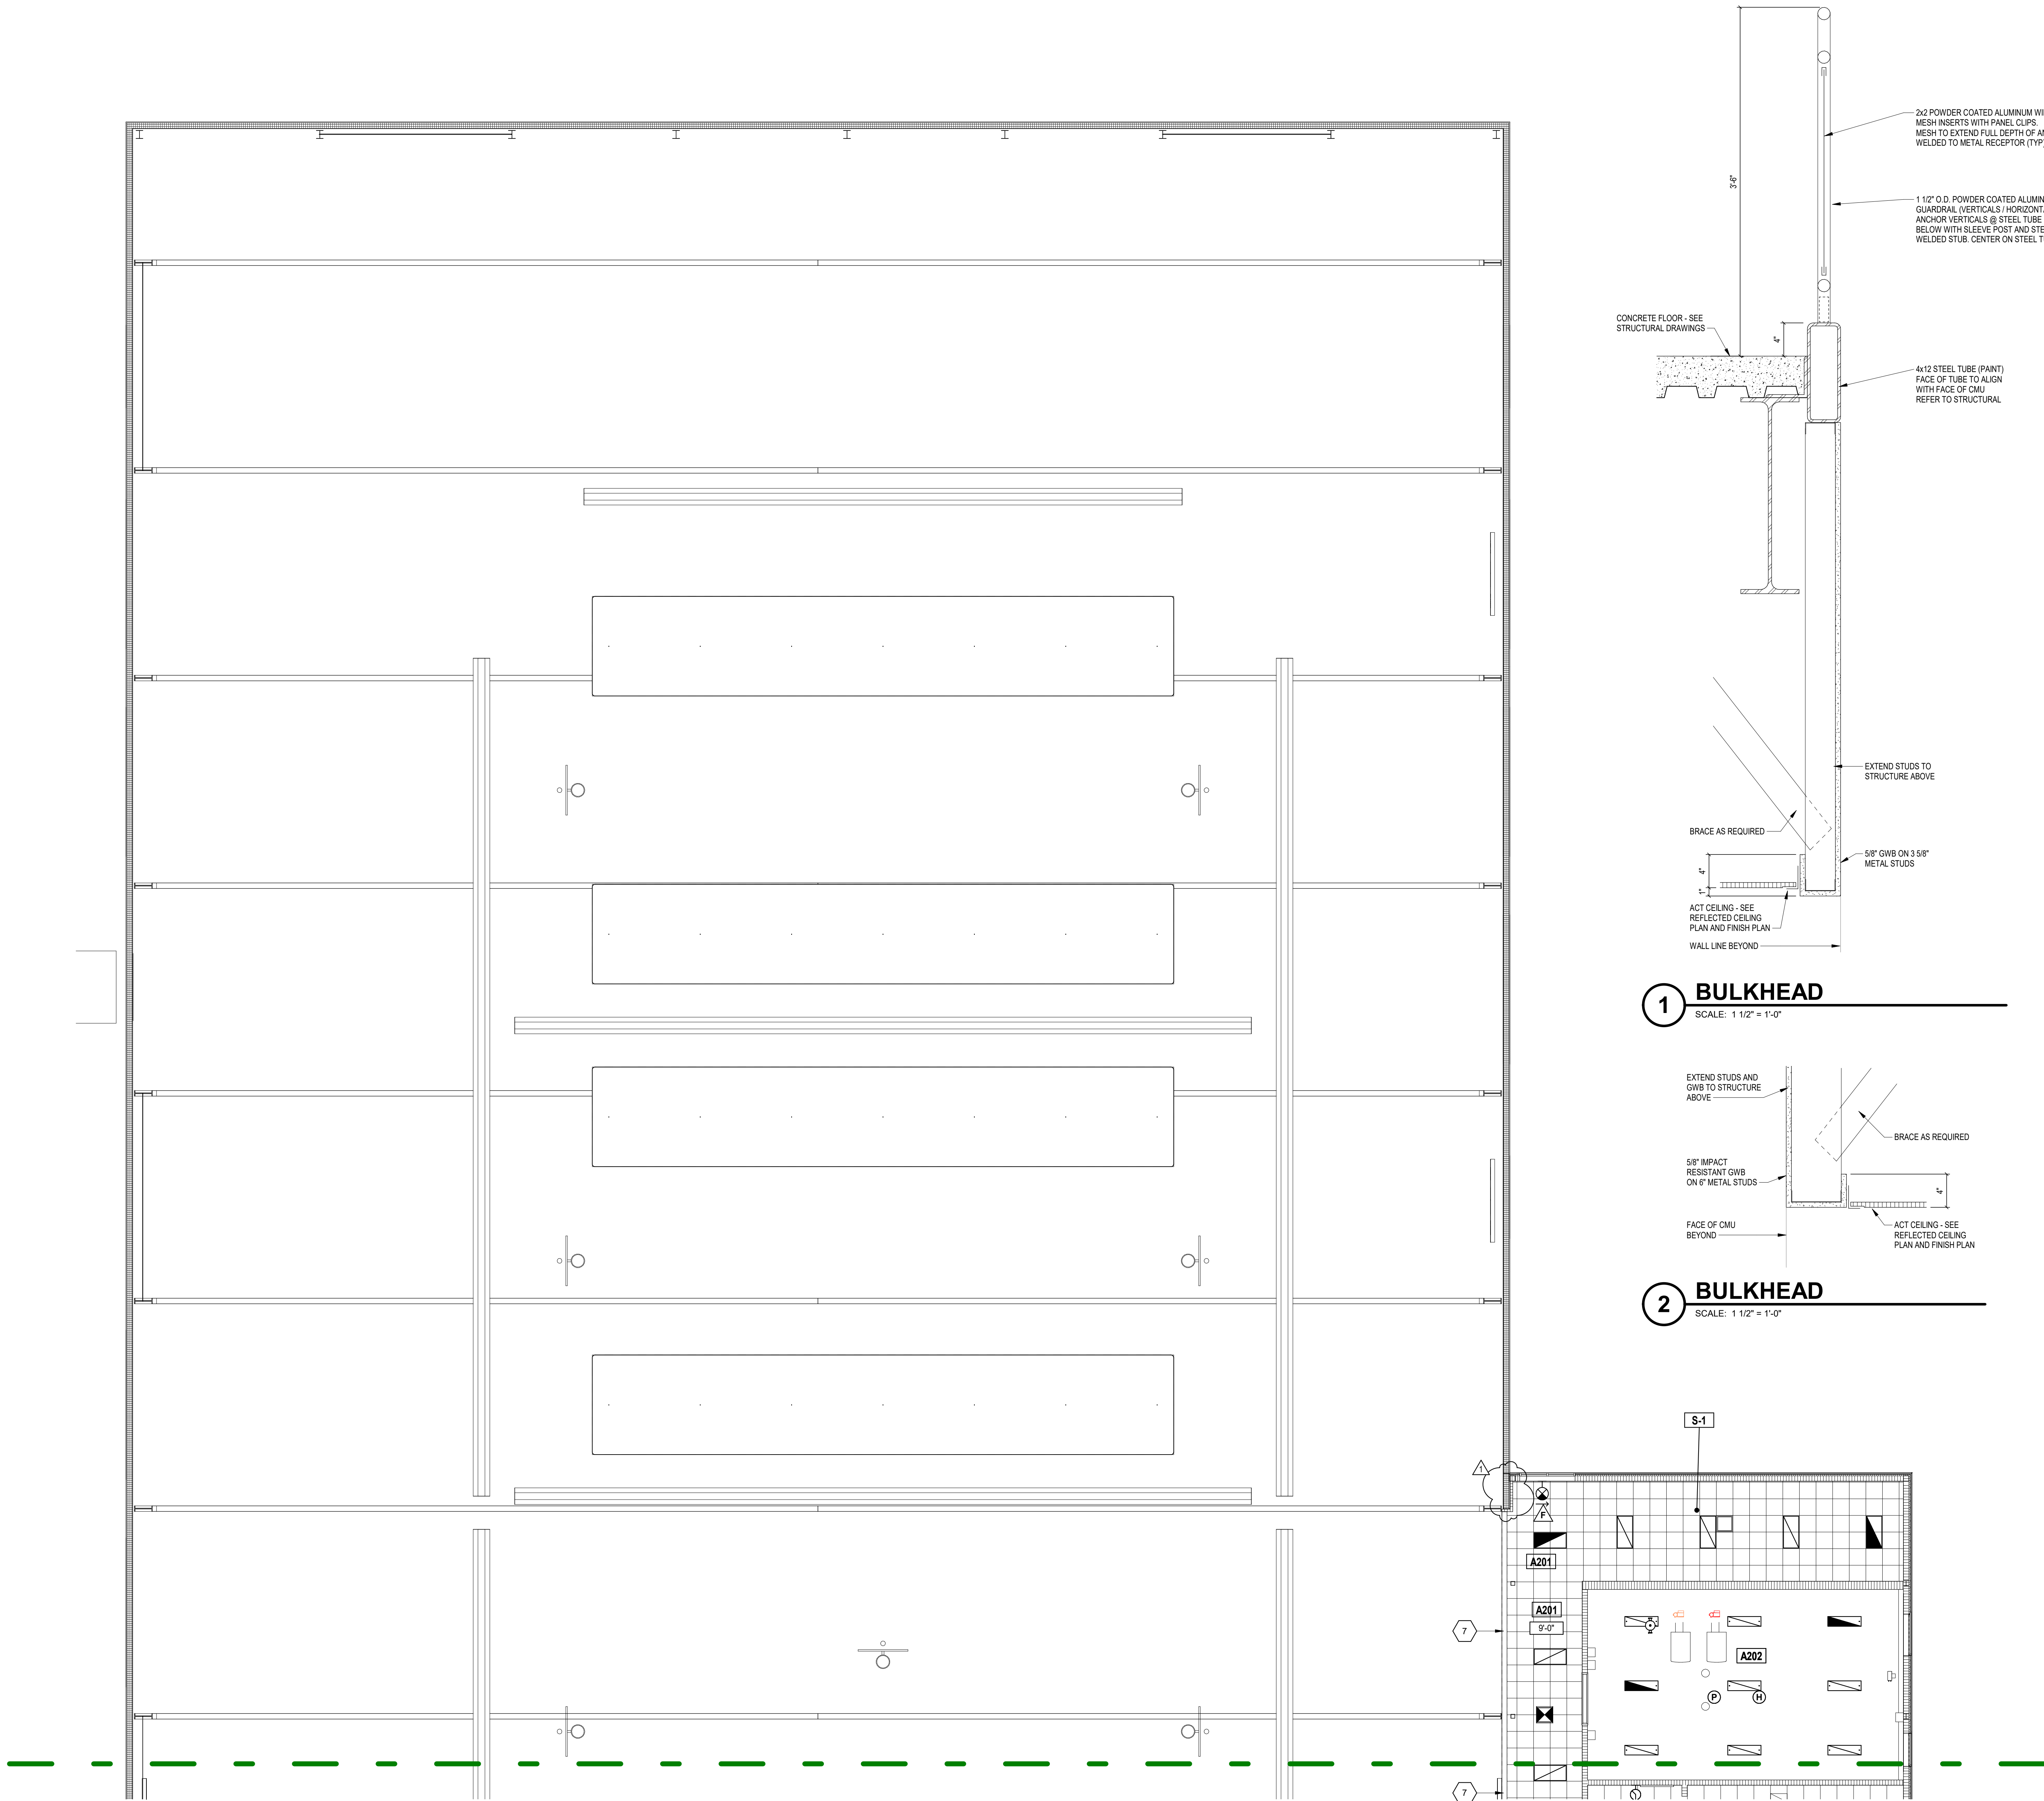 3'-6"
2x2 POWDER COATED ALUMINUM
MESH INSERTS WITH PANEL CLIPS.
MESH TO EXTEND FULL DEPTH OF
WELDED TO METAL RECEPTOR (TYP)
1 1/2" O.D. POWDER COATED
GUARDRAIL (VERTICALS /
ANCHOR VERTICALS @ STEEL TUBE
BELOW WITH SLEEVE POST AND
WELDED STUB. CENTER ON STEEL
CONCRETE FLOOR - SEE
STRUCTURAL DRAWINGS
4"
4x12 STEEL TUBE (PAINT)
FACE OF TUBE TO ALIGN
WITH FACE OF CMU
REFER TO STRUCTURAL
EXTEND STUDS TO
STRUCTURE ABOVE
BRACE AS REQUIRED
5/8" GWB ON 3 5/8"
METAL STUDS
4"
1"
ACT CEILING - SEE
REFLECTED CEILING
PLAN AND FINISH PLAN
WALL LINE BEYOND
1
BULKHEAD
SCALE: 1 1/2" = 1'-0"
EXTEND STUDS AND
GWB TO STRUCTURE
ABOVE
BRACE AS REQUIRED
5/8" IMPACT
RESISTANT GWB
ON 6" METAL STUDS
4"
FACE OF CMU
BEYOND
ACT CEILING - SEE
REFLECTED CEILING
PLAN AND FINISH PLAN
2
BULKHEAD
SCALE: 1 1/2" = 1'-0"
S-1
1
F
A201
A201
9'-0"
7
A202
P
H
7